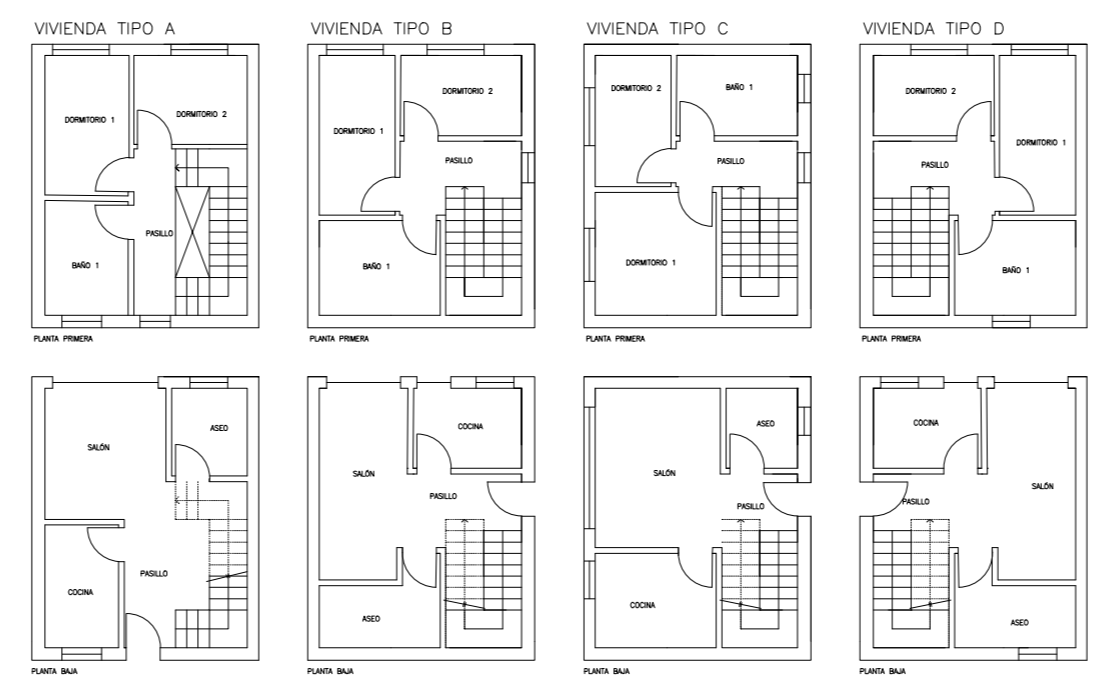 VIVIENDA TIPO A
VIVIENDA TIPO B
VIVIENDA TIPO C
VIVIENDA TIPO D
DORMITORIO 1
DORMITORIO 2
PASILLO
BAÑO 1
PLANTA PRIMERA
DORMITORIO 2
DORMITORIO 1
PASILLO
BAÑO 1
PLANTA PRIMERA
DORMITORIO 2
BAÑO 1
PASILLO
DORMITORIO 1
PLANTA PRIMERA
DORMITORIO 2
DORMITORIO 1
PASILLO
BAÑO 1
PLANTA PRIMERA
ASEO
SALÓN
PASILLO
COCINA
PLANTA BAJA
COCINA
SALÓN
PASILLO
ASEO
PLANTA BAJA
ASEO
SALÓN
PASILLO
COCINA
PLANTA BAJA
COCINA
SALÓN
PASILLO
ASEO
PLANTA BAJA